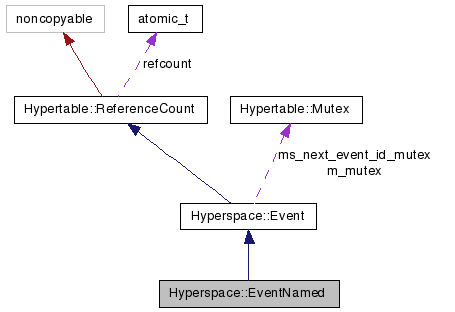 noncopyable
atomic_t
refcount
Hypertable::ReferenceCount
Hypertable::Mutex
ms_next_event_id_mutex
m_mutex
Hyperspace::Event
Hyperspace::EventNamed